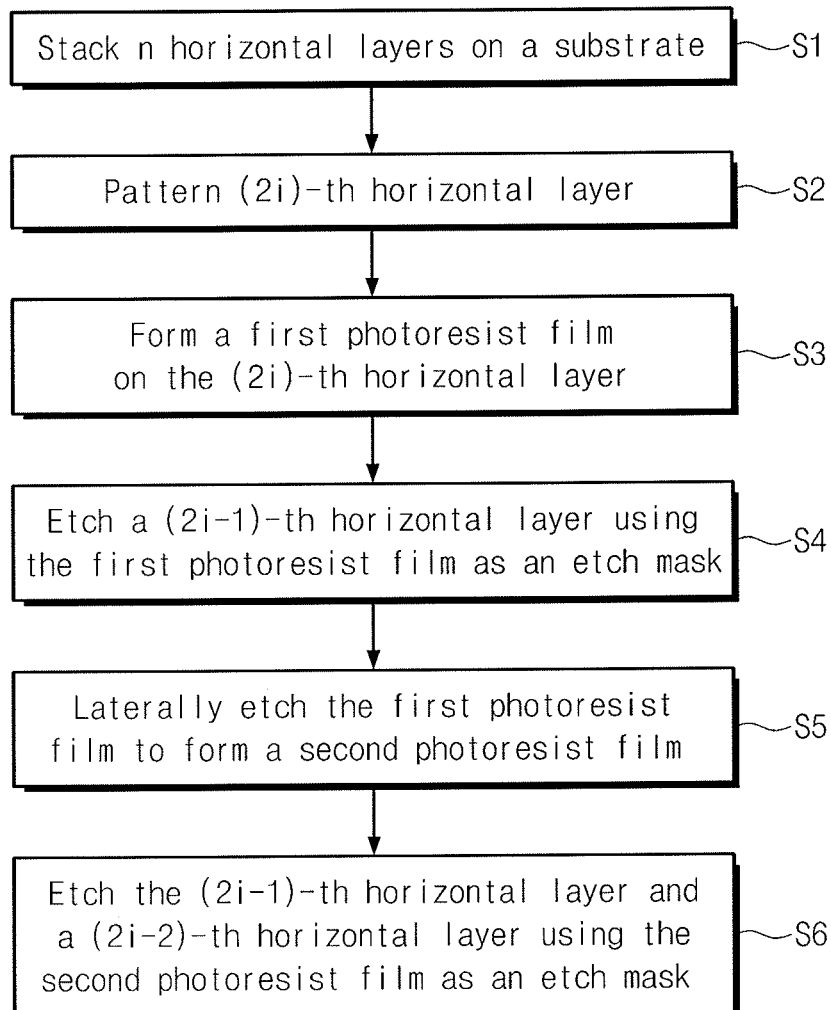 Stack n horizontal layers on a substrate
S1
Pattern (2i)-th horizontal layer
S2
Form a first photoresist film
on the (2i)-th horizontal layer
S3
Etch a (2i-1)-th horizontal layer using
the first photoresist film as an etch mask
S4
Laterally etch the first photoresist
film to form a second photoresist film
S5
Etch the (2i-1)-th horizontal layer and
a (2i-2)-th horizontal layer using the
second photoresist film as an etch mask
S6